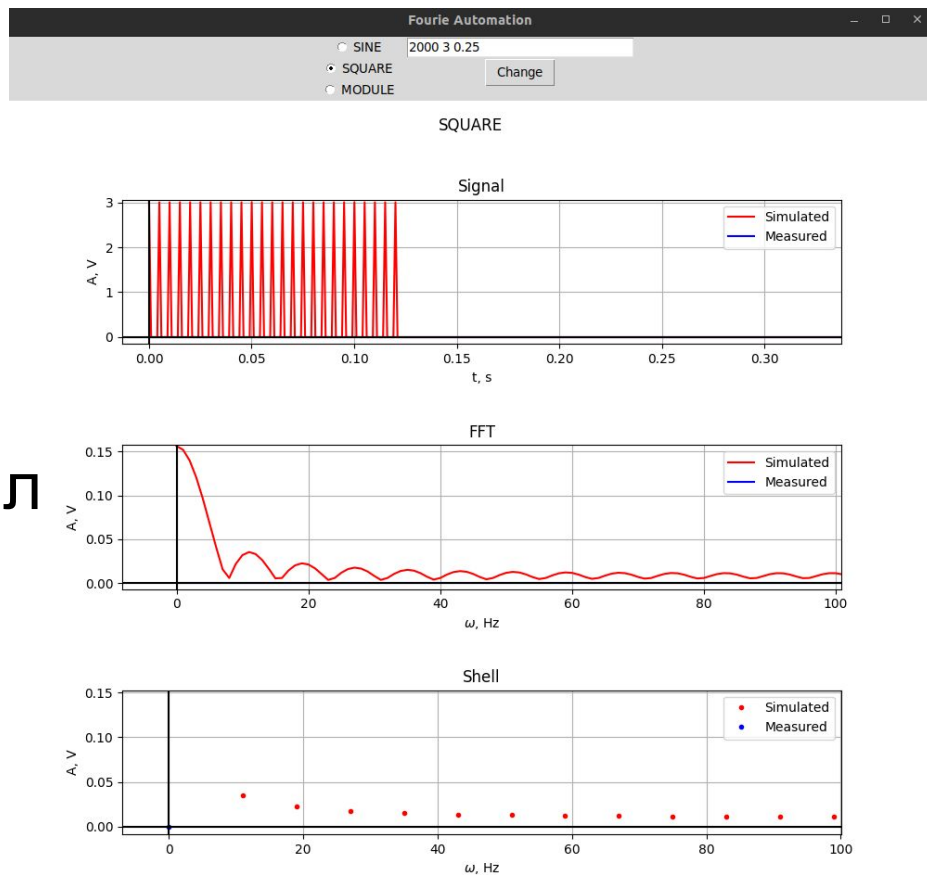 Fourie Automation
SINE
2000 3 0.25
SQUARE
Change
MODULE
SQUARE
Signal
3
2
1
0
A, V
Simulated
Measured
0.00 0.05 0.10 0.15 0.20 0.25 0.30
t, s
л
FFT
0.15
0.10
0.05
0.00
A, V
Simulated
Measured
0 20 40 60 80 100
ω, Hz
Shell
0.15
0.10
0.05
0.00
A, V
Simulated
Measured
0 20 40 60 80 100
ω, Hz